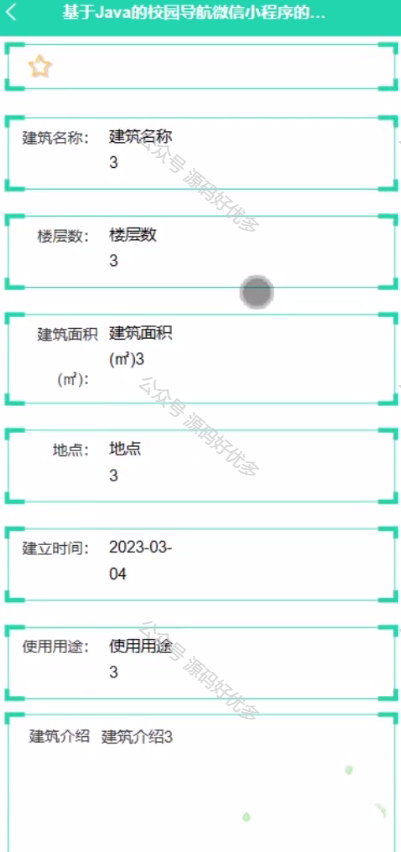 基于Java的校园导航微信小程序的...
建筑名称： 建筑名称
3
公众号 源码好优多
楼层数： 楼层数
3
建筑面积 建筑面积
(㎡)3
(㎡)：
公众号 源码好优多
地点： 地点
3
建立时间： 2023-03-
04
使用用途： 使用用途
3
公众号 源码好优多
建筑介绍 建筑介绍3